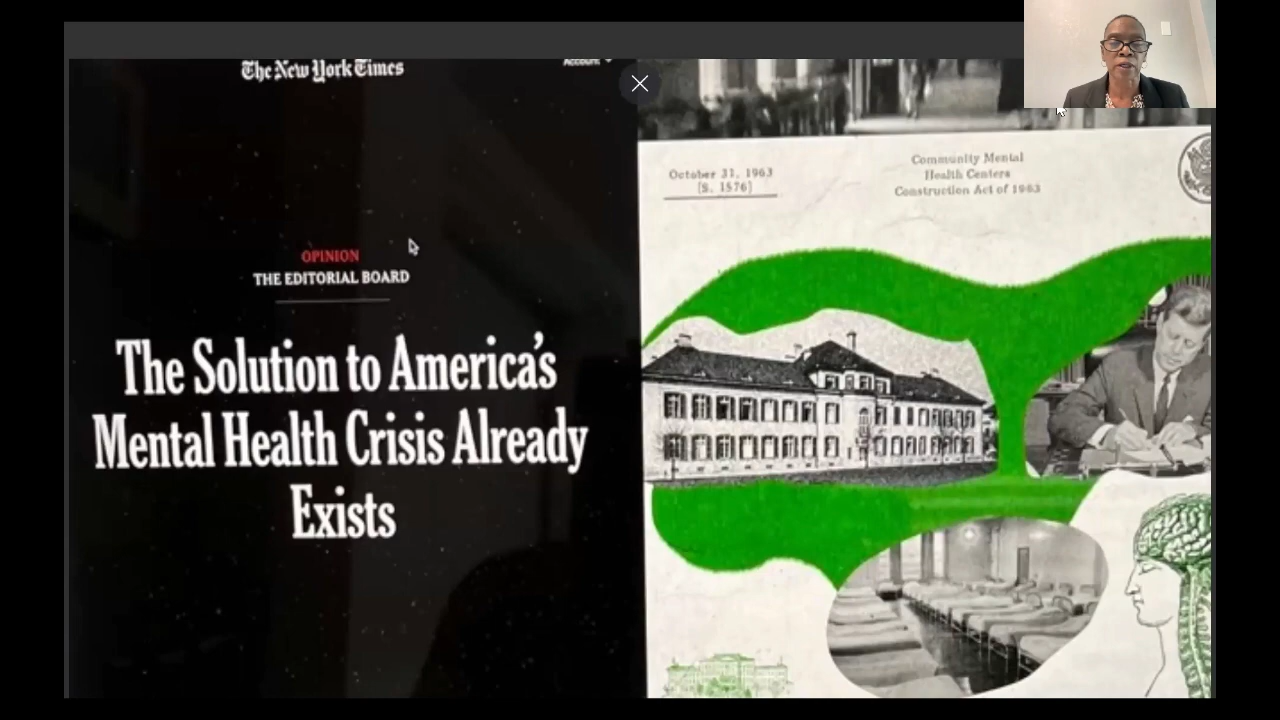 The New York Times
Account
OPINION
THE EDITORIAL BOARD
The Solution to America's
Mental Health Crisis Already
Exists
October 31, 1963
[S. 1576]
Community Mental
Health Centers
Construction Act of 1963